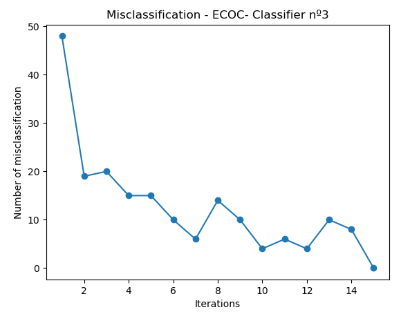 Misclassification - ECOC- Classifier nº3
Number of misclassification
50
40
30
20
10
0
2 4 6 8 10 12 14
Iterations